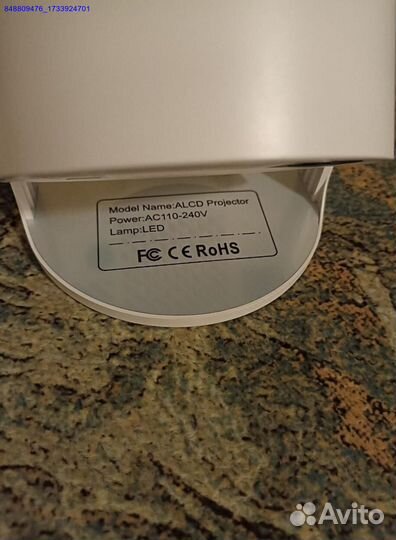 848809476_1733924701
Model Name:ALCD Projector
Power:AC110-240V
Lamp:LED
FC CE RoHS
Avito